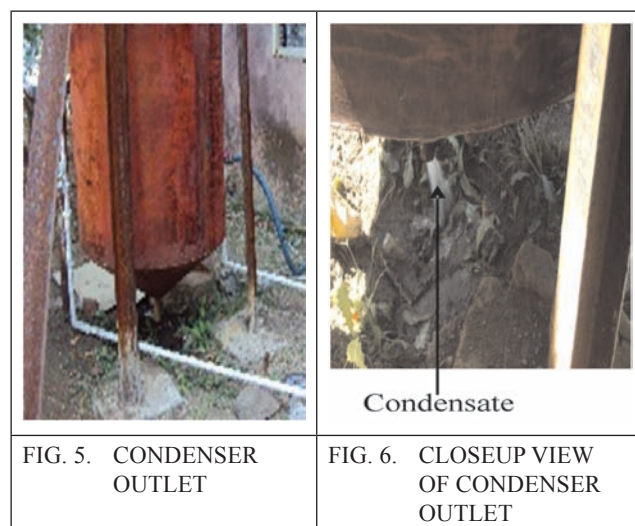 Condensate
FIG. 5. CONDENSER
OUTLET
FIG. 6. CLOSEUP VIEW
OF CONDENSER
OUTLET